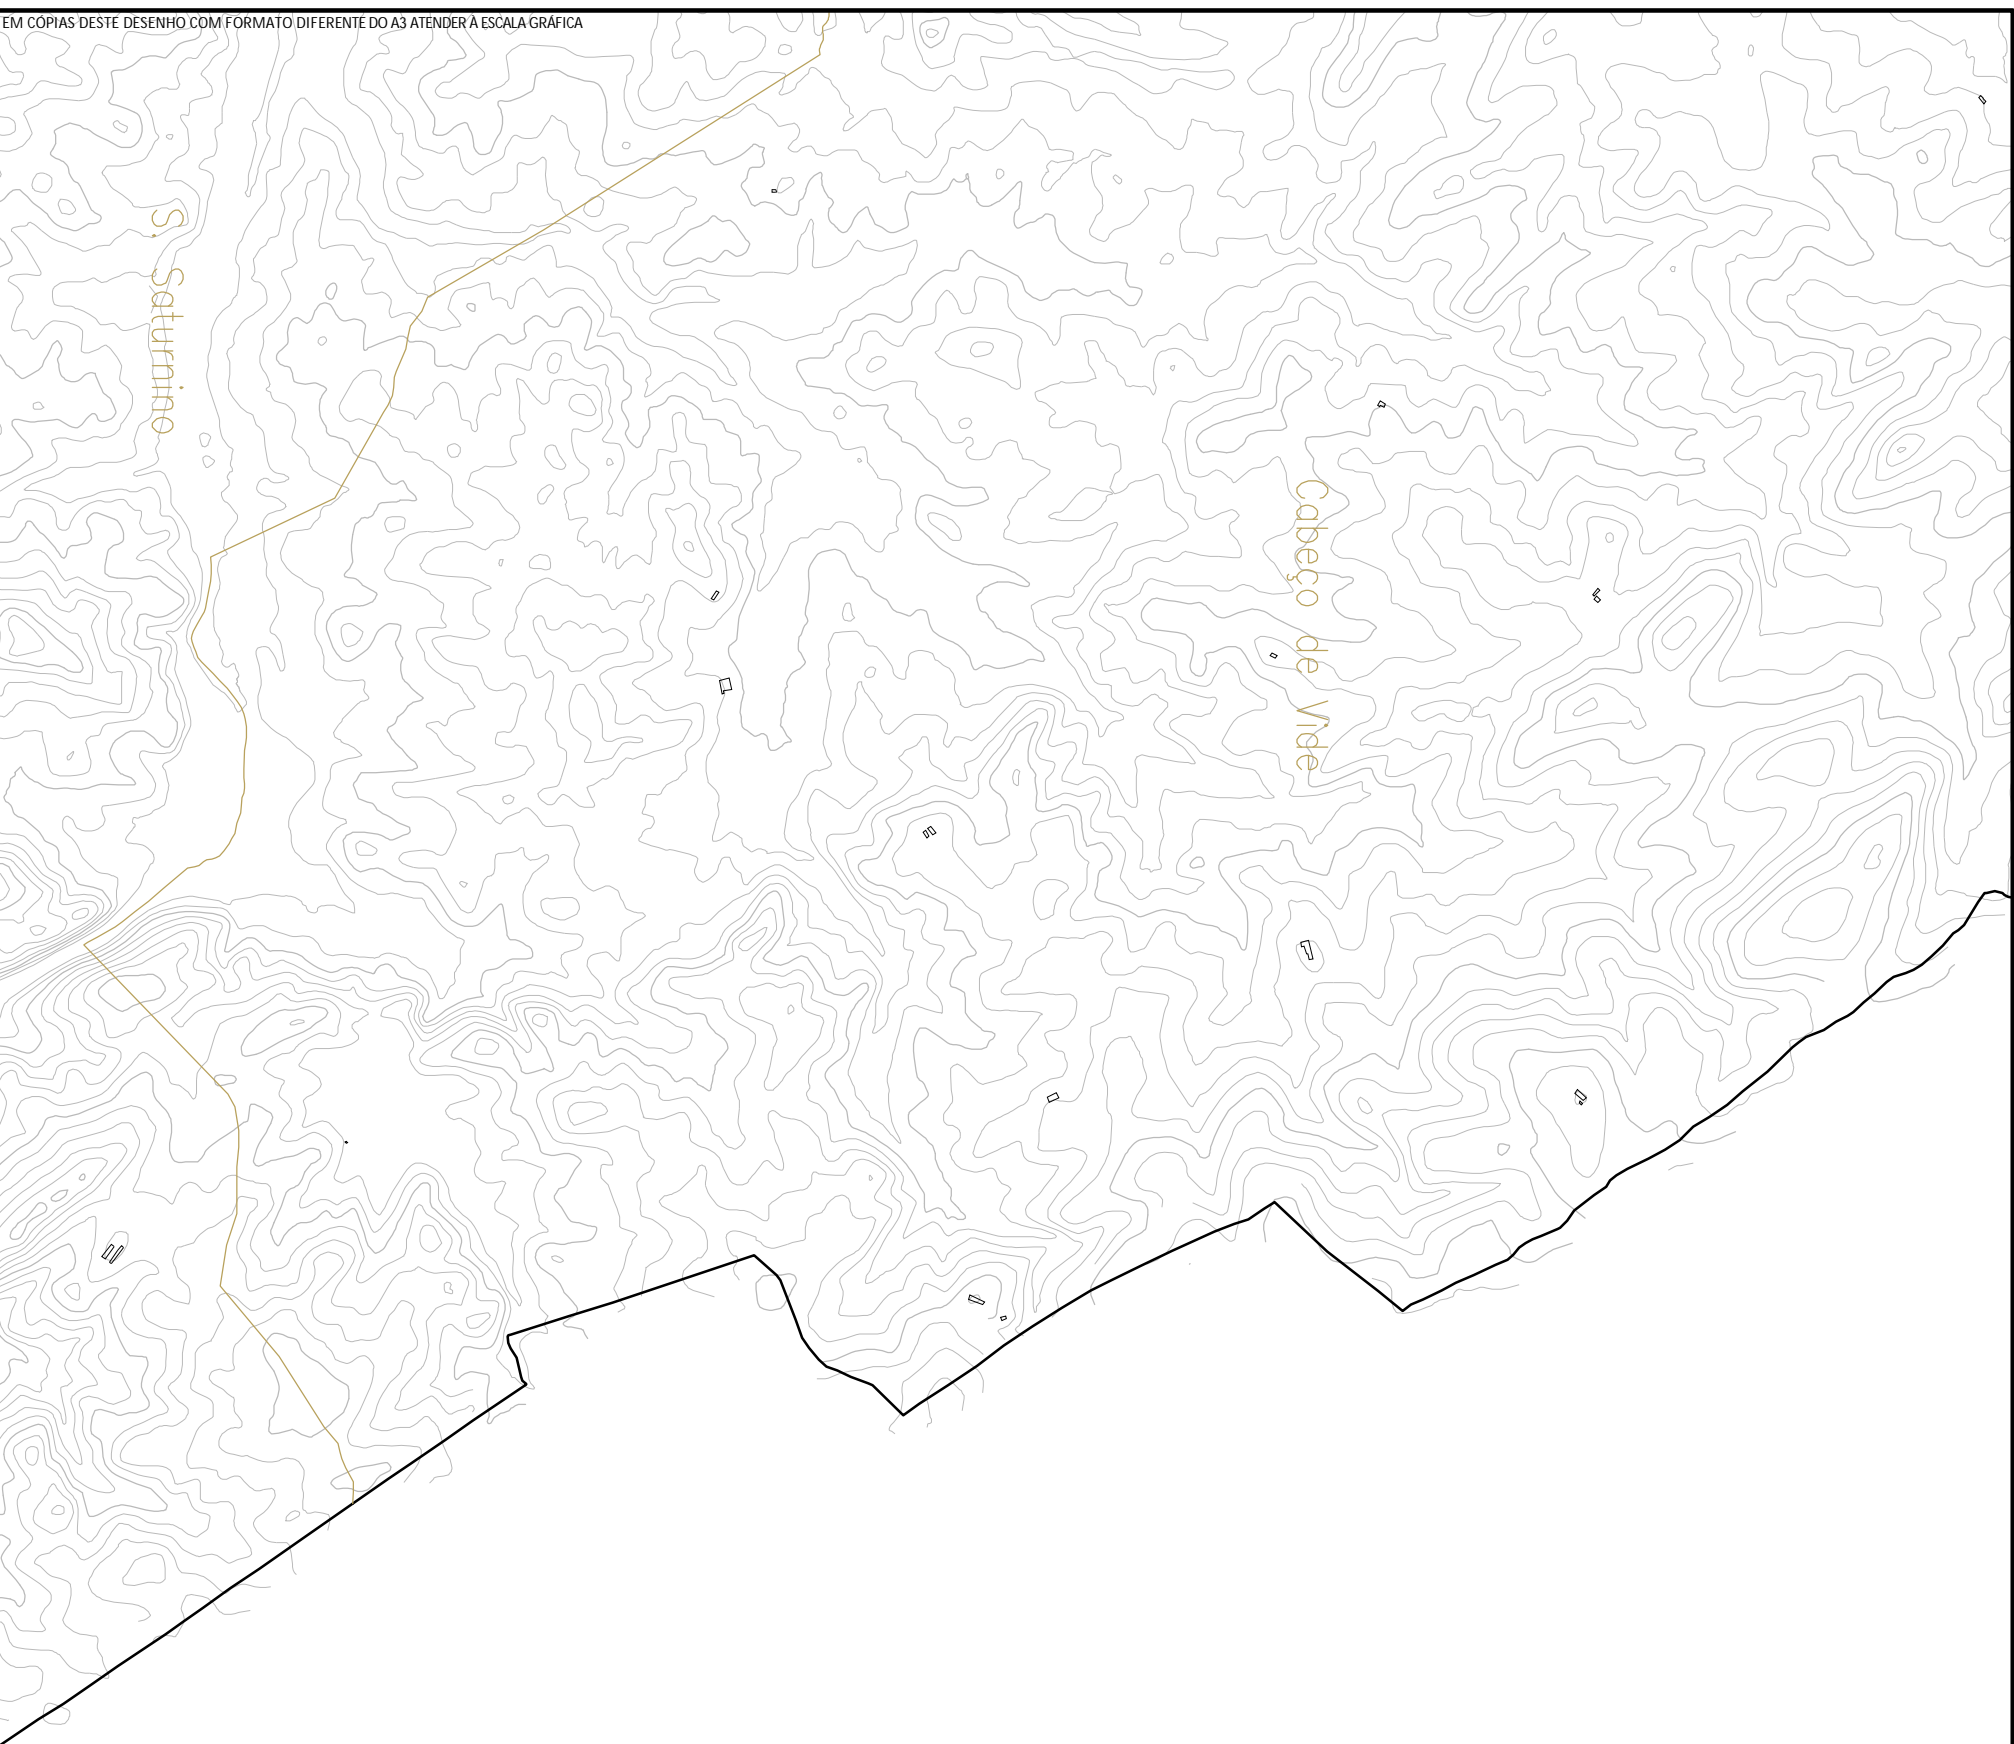 EM CÓPIAS DESTE DESENHO COM FORMATO DIFERENTE DO A3 ATENDER À ESCALA GRÁFICA
S. Saturnino
Cabeço de Vide